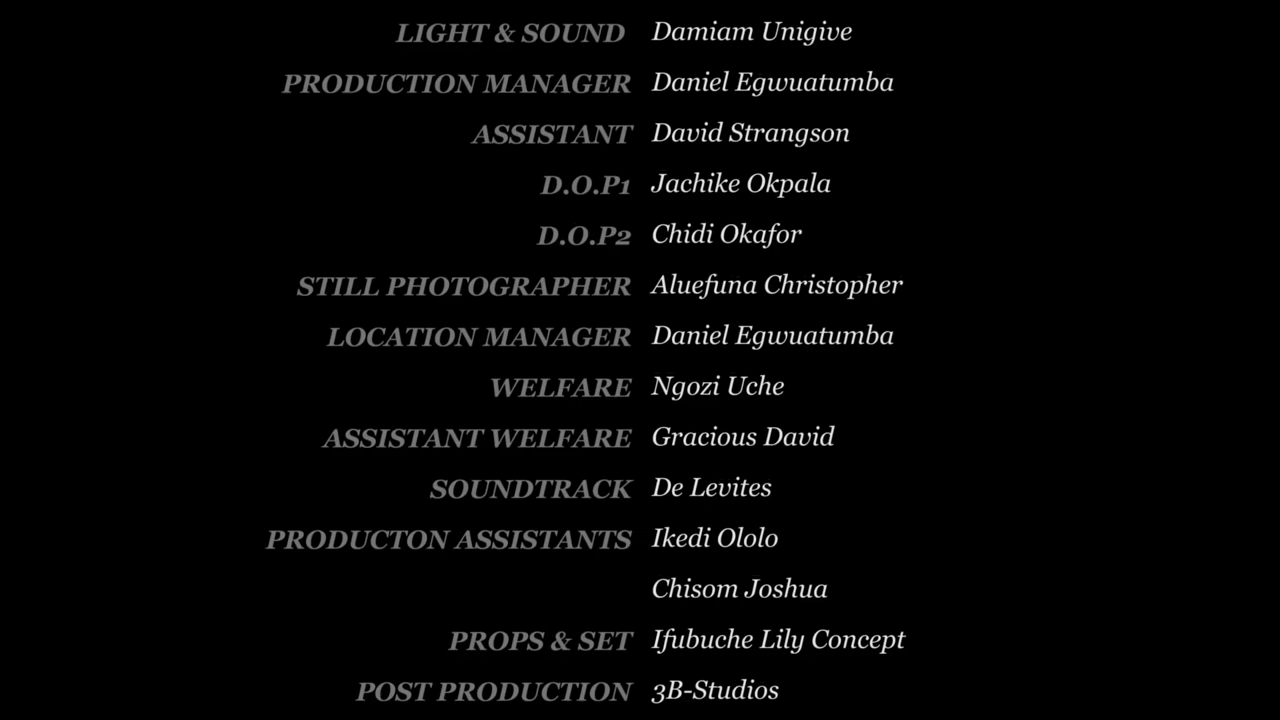 LIGHT & SOUND Damiam Unigive
PRODUCTION MANAGER Daniel Egwuatumba
ASSISTANT David Strangson
D.O.P1 Jachike Okpala
D.O.P2 Chidi Okafor
STILL PHOTOGRAPHER Aluefuna Christopher
LOCATION MANAGER Daniel Egwuatumba
WELFARE Ngozi Uche
ASSISTANT WELFARE Gracious David
SOUNDTRACK De Levites
PRODUCTON ASSISTANTS Ikedi Ololo
Chisom Joshua
PROPS & SET Ifubuche Lily Concept
POST PRODUCTION 3B-Studios